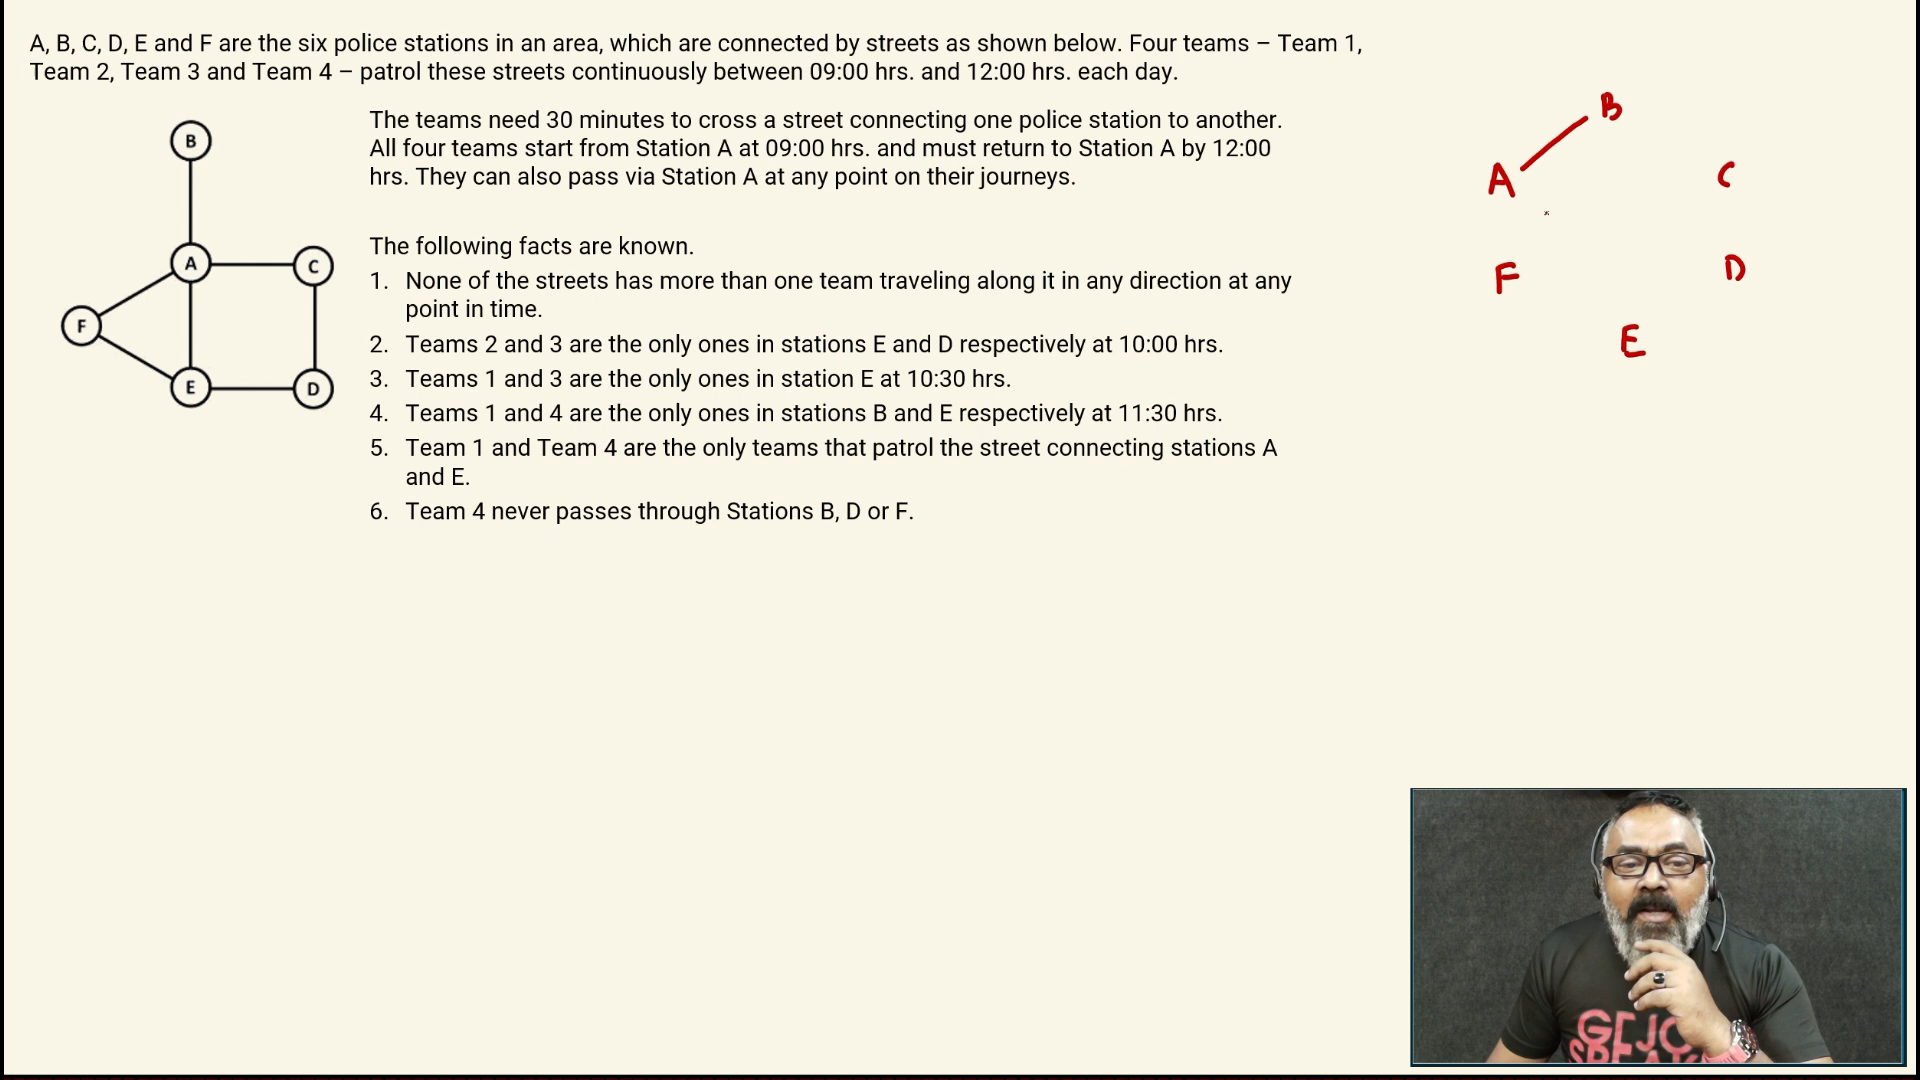 A, B, C, D, E and F are the six police stations in an area, which are connected by streets as shown below. Four teams – Team 1,
Team 2, Team 3 and Team 4 – patrol these streets continuously between 09:00 hrs. and 12:00 hrs. each day.
The teams need 30 minutes to cross a street connecting one police station to another.
All four teams start from Station A at 09:00 hrs. and must return to Station A by 12:00
hrs. They can also pass via Station A at any point on their journeys.
The following facts are known.
1. None of the streets has more than one team traveling along it in any direction at any
point in time.
2. Teams 2 and 3 are the only ones in stations E and D respectively at 10:00 hrs.
3. Teams 1 and 3 are the only ones in station E at 10:30 hrs.
4. Teams 1 and 4 are the only ones in stations B and E respectively at 11:30 hrs.
5. Team 1 and Team 4 are the only teams that patrol the street connecting stations A
and E.
6. Team 4 never passes through Stations B, D or F.
B
A
C
F
E
D
B
A
C
F
D
E